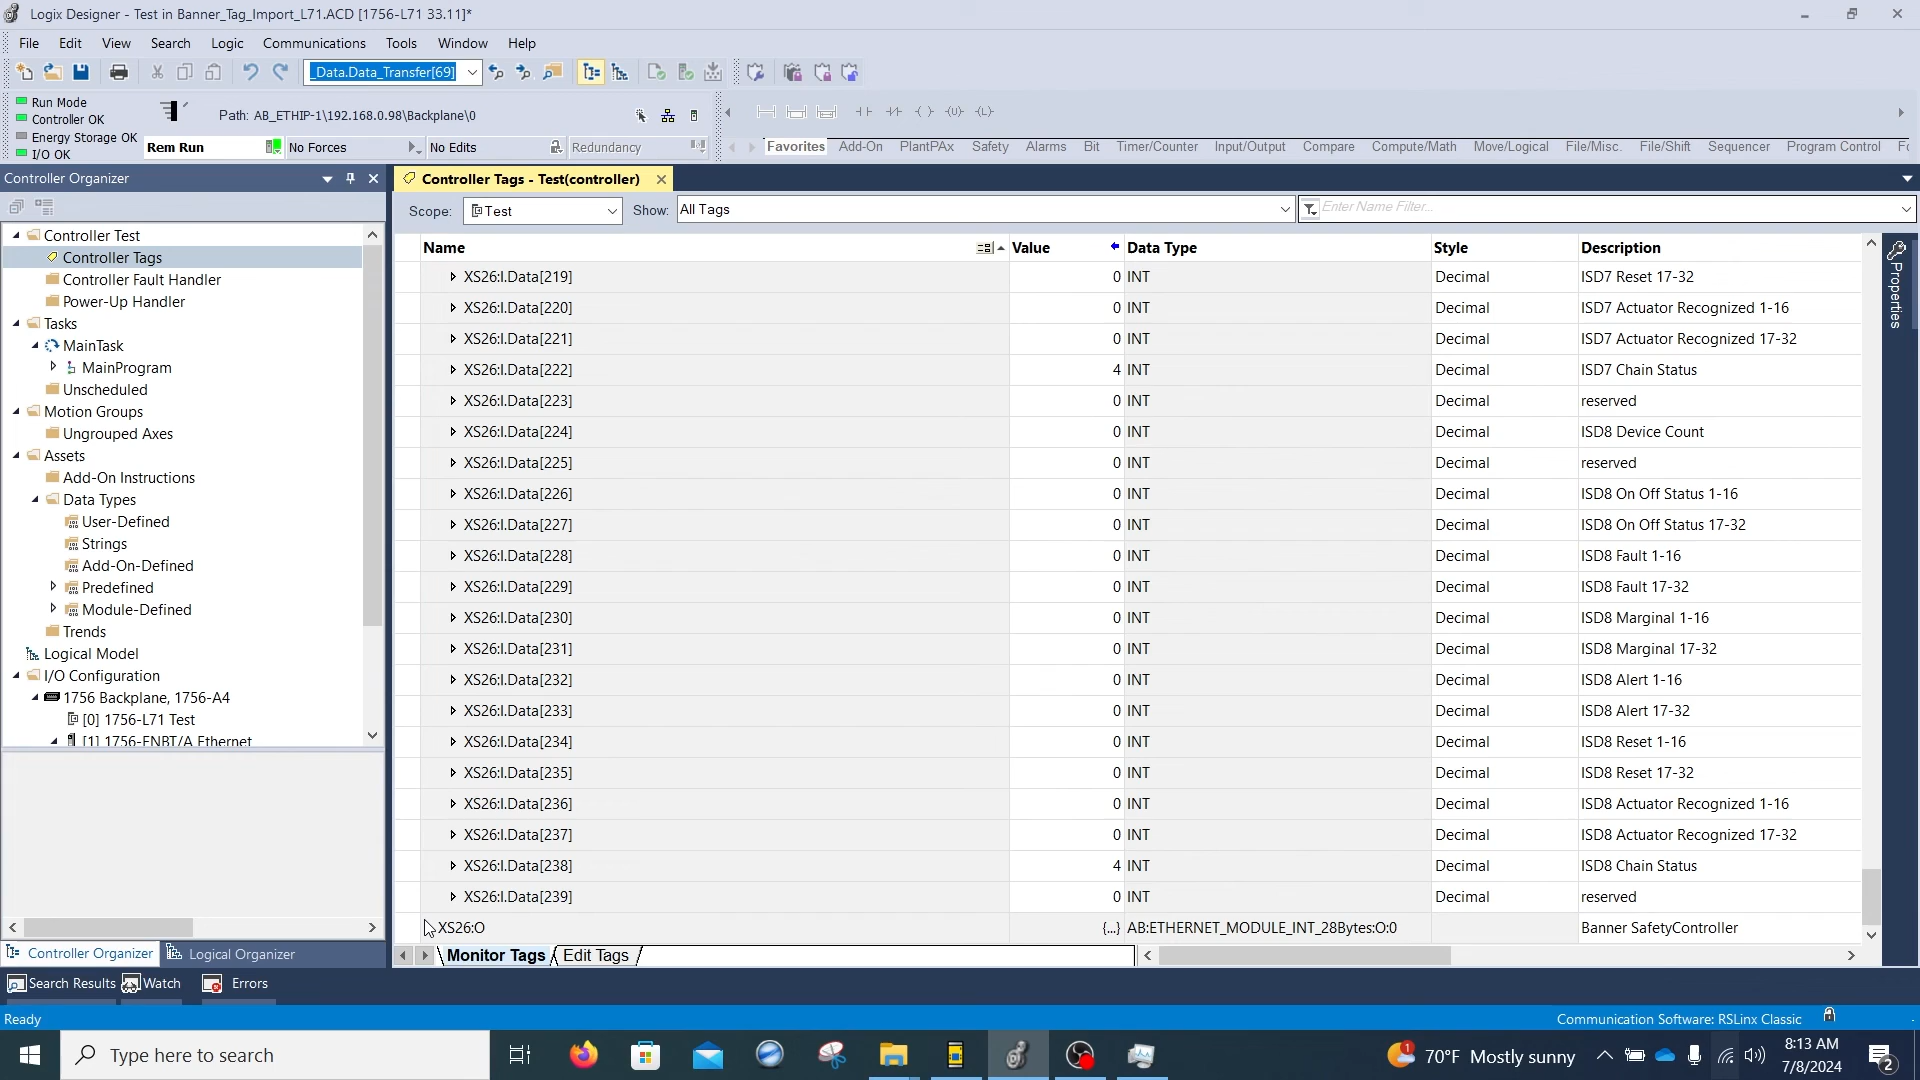 Logix Designer - Test in Banner_Tag_Import_L71.ACD [1756-L71 33.11]*
File Edit View Search Logic Communications Tools Window Help
_Data.Data_Transfer[69]
Run Mode
Controller OK
Energy Storage OK
I/O OK
Path: AB_ETHIP-1\192.168.0.98\Backplane\0
Rem Run No Forces No Edits Redundancy
Favorites Add-On PlantPAx Safety Alarms Bit Timer/Counter Input/Output Compare Compute/Math Move/Logical File/Misc. File/Shift Sequencer Program Control
Controller Organizer
Controller Test
Controller Tags
Controller Fault Handler
Power-Up Handler
Tasks
MainTask
MainProgram
Unscheduled
Motion Groups
Ungrouped Axes
Assets
Add-On Instructions
Data Types
User-Defined
Strings
Add-On-Defined
Predefined
Module-Defined
Trends
Logical Model
I/O Configuration
1756 Backplane, 1756-A4
[0] 1756-L71 Test
[1] 1756-ENBT/A Ethernet
Controller Organizer Logical Organizer
Controller Tags - Test(controller)
Scope: Test Show: All Tags Enter Name Filter...
Name Value Data Type Style Description
XS26:I.Data[219] 0 INT Decimal ISD7 Reset 17-32
XS26:I.Data[220] 0 INT Decimal ISD7 Actuator Recognized 1-16
XS26:I.Data[221] 0 INT Decimal ISD7 Actuator Recognized 17-32
XS26:I.Data[222] 4 INT Decimal ISD7 Chain Status
XS26:I.Data[223] 0 INT Decimal reserved
XS26:I.Data[224] 0 INT Decimal ISD8 Device Count
XS26:I.Data[225] 0 INT Decimal reserved
XS26:I.Data[226] 0 INT Decimal ISD8 On Off Status 1-16
XS26:I.Data[227] 0 INT Decimal ISD8 On Off Status 17-32
XS26:I.Data[228] 0 INT Decimal ISD8 Fault 1-16
XS26:I.Data[229] 0 INT Decimal ISD8 Fault 17-32
XS26:I.Data[230] 0 INT Decimal ISD8 Marginal 1-16
XS26:I.Data[231] 0 INT Decimal ISD8 Marginal 17-32
XS26:I.Data[232] 0 INT Decimal ISD8 Alert 1-16
XS26:I.Data[233] 0 INT Decimal ISD8 Alert 17-32
XS26:I.Data[234] 0 INT Decimal ISD8 Reset 1-16
XS26:I.Data[235] 0 INT Decimal ISD8 Reset 17-32
XS26:I.Data[236] 0 INT Decimal ISD8 Actuator Recognized 1-16
XS26:I.Data[237] 0 INT Decimal ISD8 Actuator Recognized 17-32
XS26:I.Data[238] 4 INT Decimal ISD8 Chain Status
XS26:I.Data[239] 0 INT Decimal reserved
XS26:O {...} AB:ETHERNET_MODULE_INT_28Bytes:O:0 Banner SafetyController
Monitor Tags Edit Tags
Properties
Search Results Watch Errors
Ready Communication Software: RSLinx Classic
Type here to search
1 70°F Mostly sunny
8:13 AM
7/8/2024
2